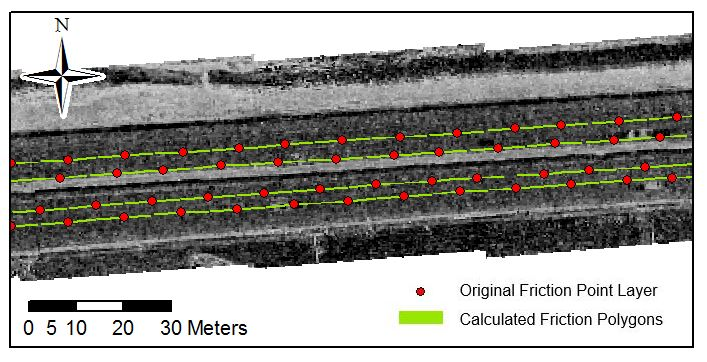 N
Original Friction Point Layer
Calculated Friction Polygons
0 5 10 20 30 Meters